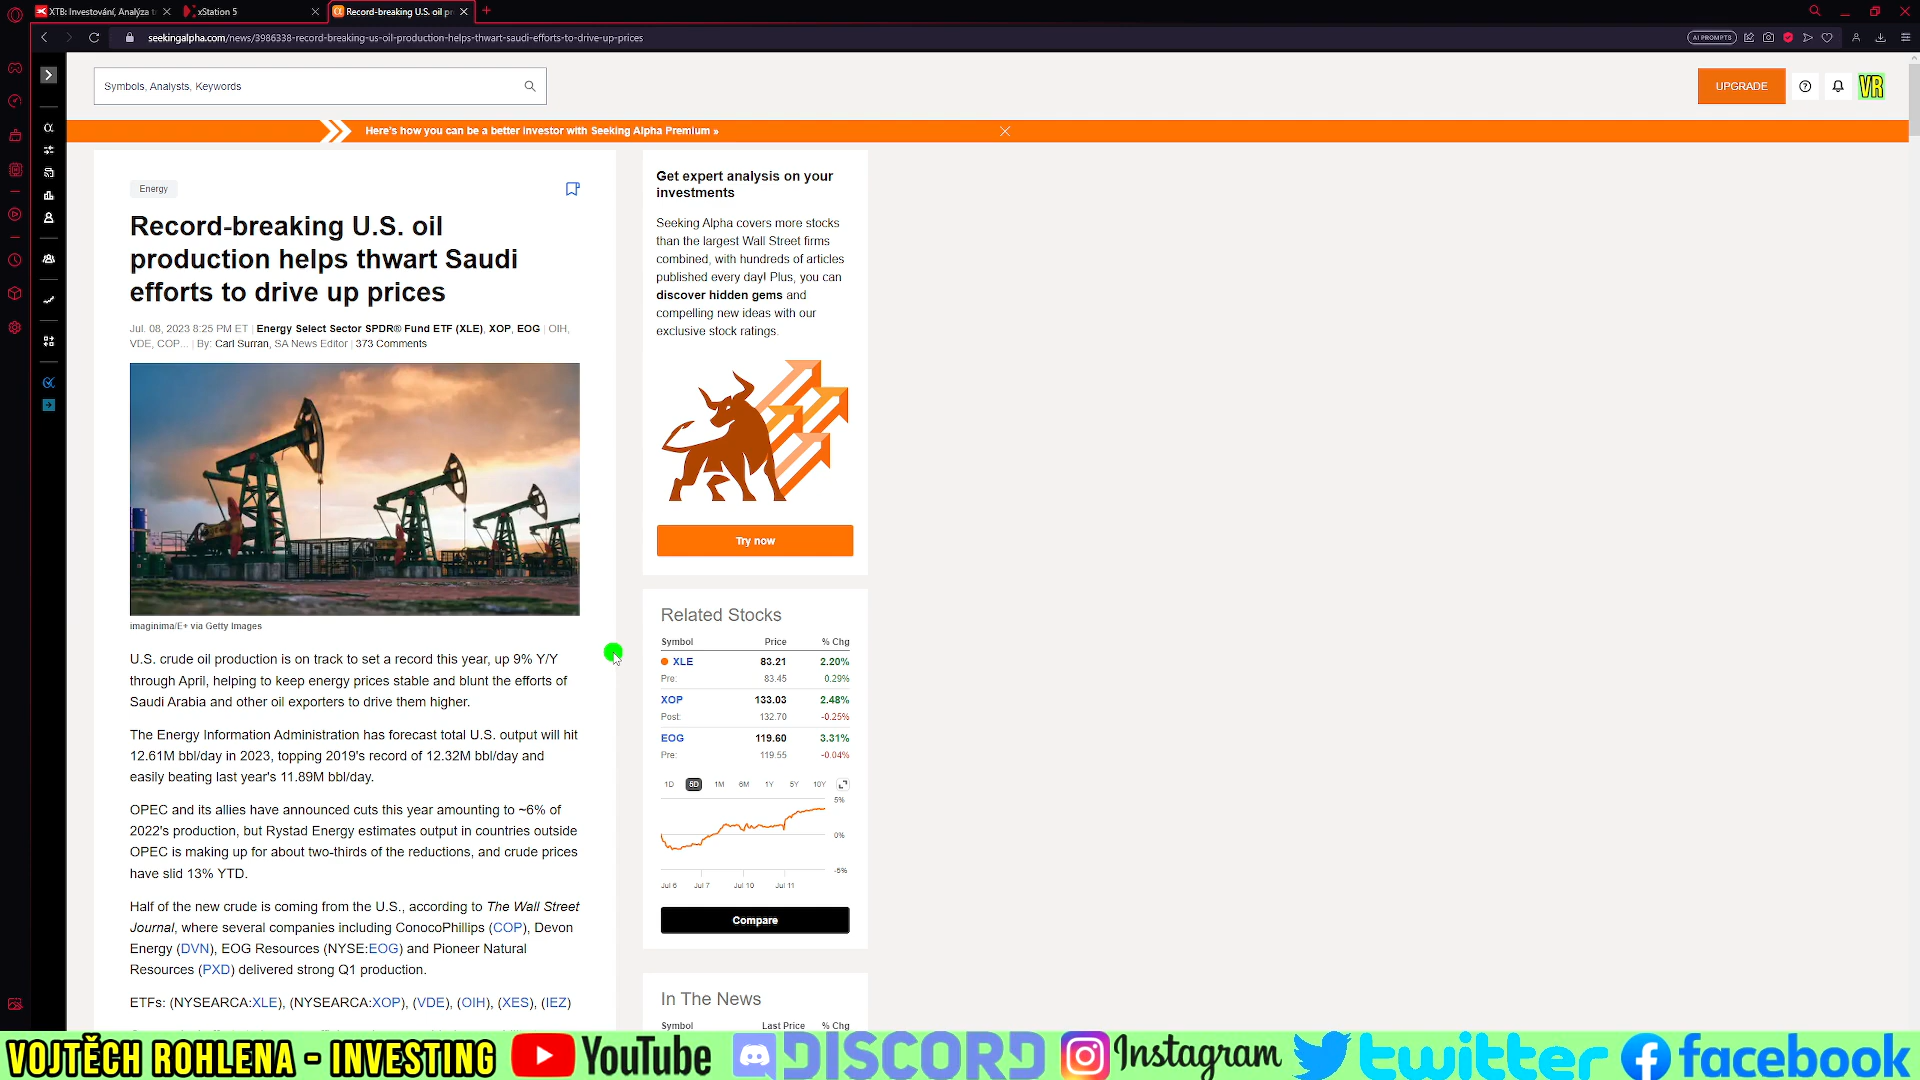 XTB: Investování, Analýza t
xStation 5
Record-breaking U.S. oil pr
seekingalpha.com/news/3986338-record-breaking-us-oil-production-helps-thwart-saudi-efforts-to-drive-up-prices
AI PROMPTS
Symbols, Analysts, Keywords
UPGRADE
VR
Here's how you can be a better investor with Seeking Alpha Premium »
Energy
Record-breaking U.S. oil
production helps thwart Saudi
efforts to drive up prices
Jul. 08, 2023 8:25 PM ET | Energy Select Sector SPDR® Fund ETF (XLE), XOP, EOG | OIH,
VDE, COP... | By: Carl Surran, SA News Editor | 373 Comments
imaginima/E+ via Getty Images
U.S. crude oil production is on track to set a record this year, up 9% Y/Y
through April, helping to keep energy prices stable and blunt the efforts of
Saudi Arabia and other oil exporters to drive them higher.
The Energy Information Administration has forecast total U.S. output will hit
12.61M bbl/day in 2023, topping 2019's record of 12.32M bbl/day and
easily beating last year's 11.89M bbl/day.
OPEC and its allies have announced cuts this year amounting to ~6% of
2022's production, but Rystad Energy estimates output in countries outside
OPEC is making up for about two-thirds of the reductions, and crude prices
have slid 13% YTD.
Half of the new crude is coming from the U.S., according to The Wall Street
Journal, where several companies including ConocoPhillips (COP), Devon
Energy (DVN), EOG Resources (NYSE:EOG) and Pioneer Natural
Resources (PXD) delivered strong Q1 production.
ETFs: (NYSEARCA:XLE), (NYSEARCA:XOP), (VDE), (OIH), (XES), (IEZ)
Get expert analysis on your
investments
Seeking Alpha covers more stocks
than the largest Wall Street firms
combined, with hundreds of articles
published every day! Plus, you can
discover hidden gems and
compelling new ideas with our
exclusive stock ratings.
Try now
Related Stocks
Symbol Price % Chg
XLE 83.21 2.20%
Pre: 83.45 0.29%
XOP 133.03 2.48%
Post: 132.70 -0.25%
EOG 119.60 3.31%
Pre: 119.55 -0.04%
1D 5D 1M 6M 1Y 5Y 10Y
5%
0%
-5%
Jul 6 Jul 7 Jul 10 Jul 11
Compare
In The News
Symbol Last Price % Chg
VOJTĚCH ROHLENA - INVESTING YouTube DISCORD Instagram twitter facebook